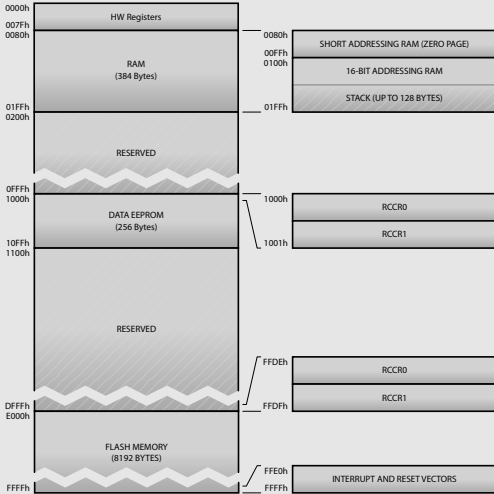 0000h
HW Registers
007Fh
0080h
RAM
(384 Bytes)
01FFh
0200h
RESERVED
0FFFh
1000h
DATA EEPROM
(256 Bytes)
10FFh
1100h
RESERVED
DFFFh
E000h
FLASH MEMORY
(8192 BYTES)
FFFFh
0080h
SHORT ADDRESSING RAM (ZERO PAGE)
00FFh
0100h
16-BIT ADDRESSING RAM
STACK (UP TO 128 BYTES)
01FFh
1000h
RCCR0
RCCR1
1001h
FFDEh
RCCR0
RCCR1
FFDFh
FFE0h
INTERRUPT AND RESET VECTORS
FFFFh